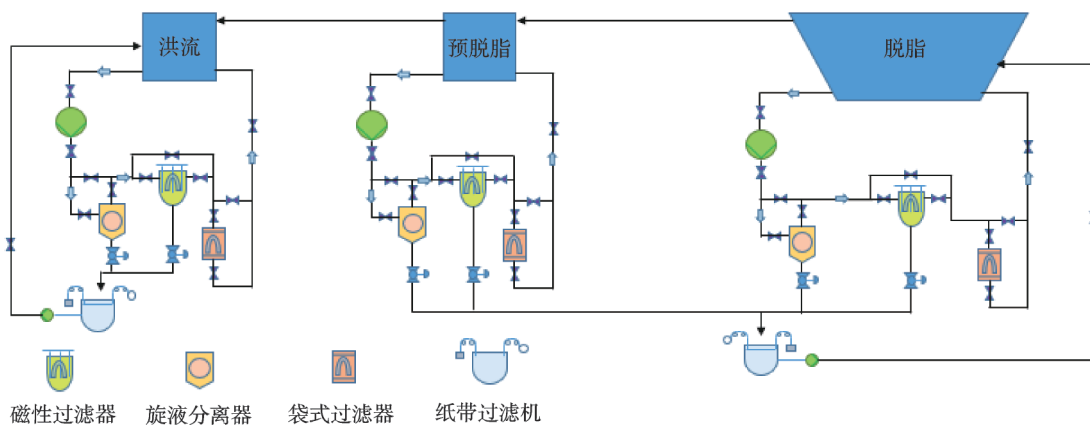 洪流
预脱脂
脱脂
磁性过滤器
旋液分离器
袋式过滤器
纸带过滤机